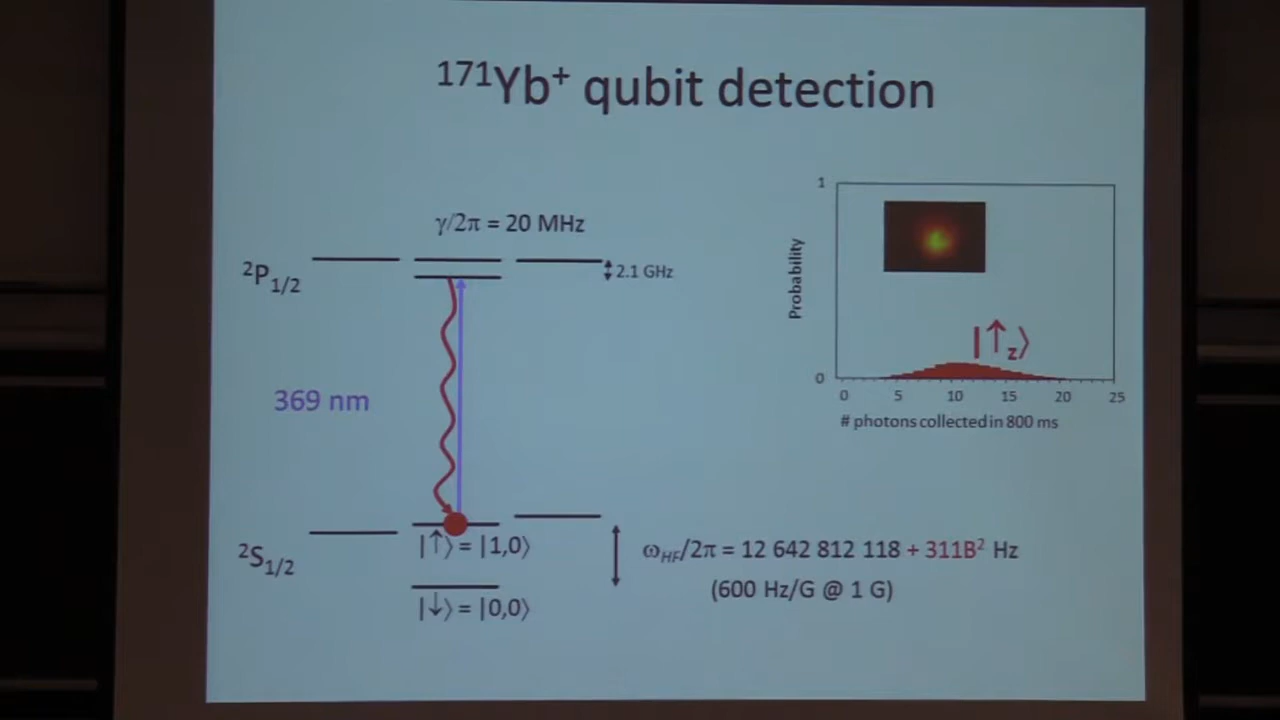 ¹⁷¹Yb⁺ qubit detection
γ/2π = 20 MHz
²P₁/₂
2.1 GHz
369 nm
1
Probability
|↑z⟩
0
0 5 10 15 20 25
# photons collected in 800 ms
|↑⟩ = |1,0⟩
²S₁/₂
|↓⟩ = |0,0⟩
ωHF/2π = 12 642 812 118 + 311B² Hz
(600 Hz/G @ 1 G)